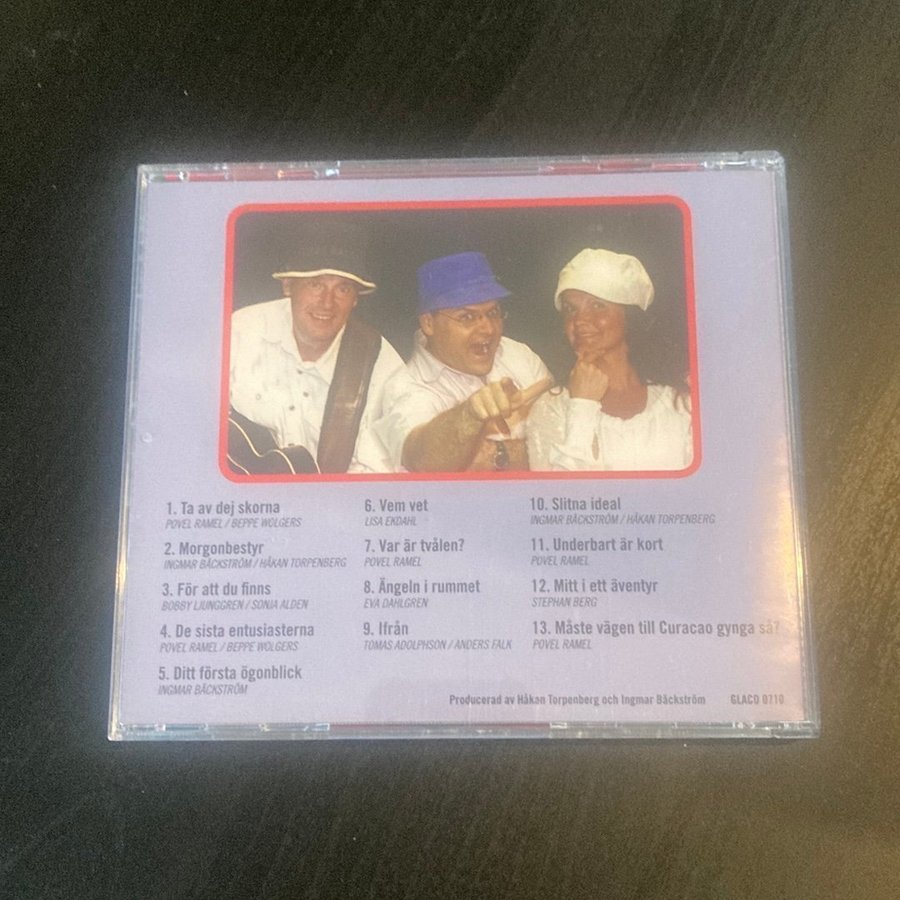 1. Ta av dej skorna
POVEL RAMEL / BEPPE WOLGERS
2. Morgonbestyr
INGMAR BÄCKSTRÖM / HÅKAN TORPENBERG
3. För att du finns
BOBBY LJUNGGREN / SONJA ALDEN
4. De sista entusiasterna
POVEL RAMEL / BEPPE WOLGERS
5. Ditt första ögonblick
INGMAR BÄCKSTRÖM
6. Vem vet
LISA EKDAHL
7. Var är tvålen?
POVEL RAMEL
8. Ängeln i rummet
EVA DAHLGREN
9. Ifrån
TOMAS ADOLPHSON / ANDERS FALK
10. Slitna ideal
INGMAR BÄCKSTRÖM / HÅKAN TORPENBERG
11. Underbart är kort
POVEL RAMEL
12. Mitt i ett äventyr
STEPHAN BERG
13. Måste vägen till Curacao gynga så?
POVEL RAMEL
Producerad av Håkan Torpenberg och Ingmar Bäckström GLACD 0710